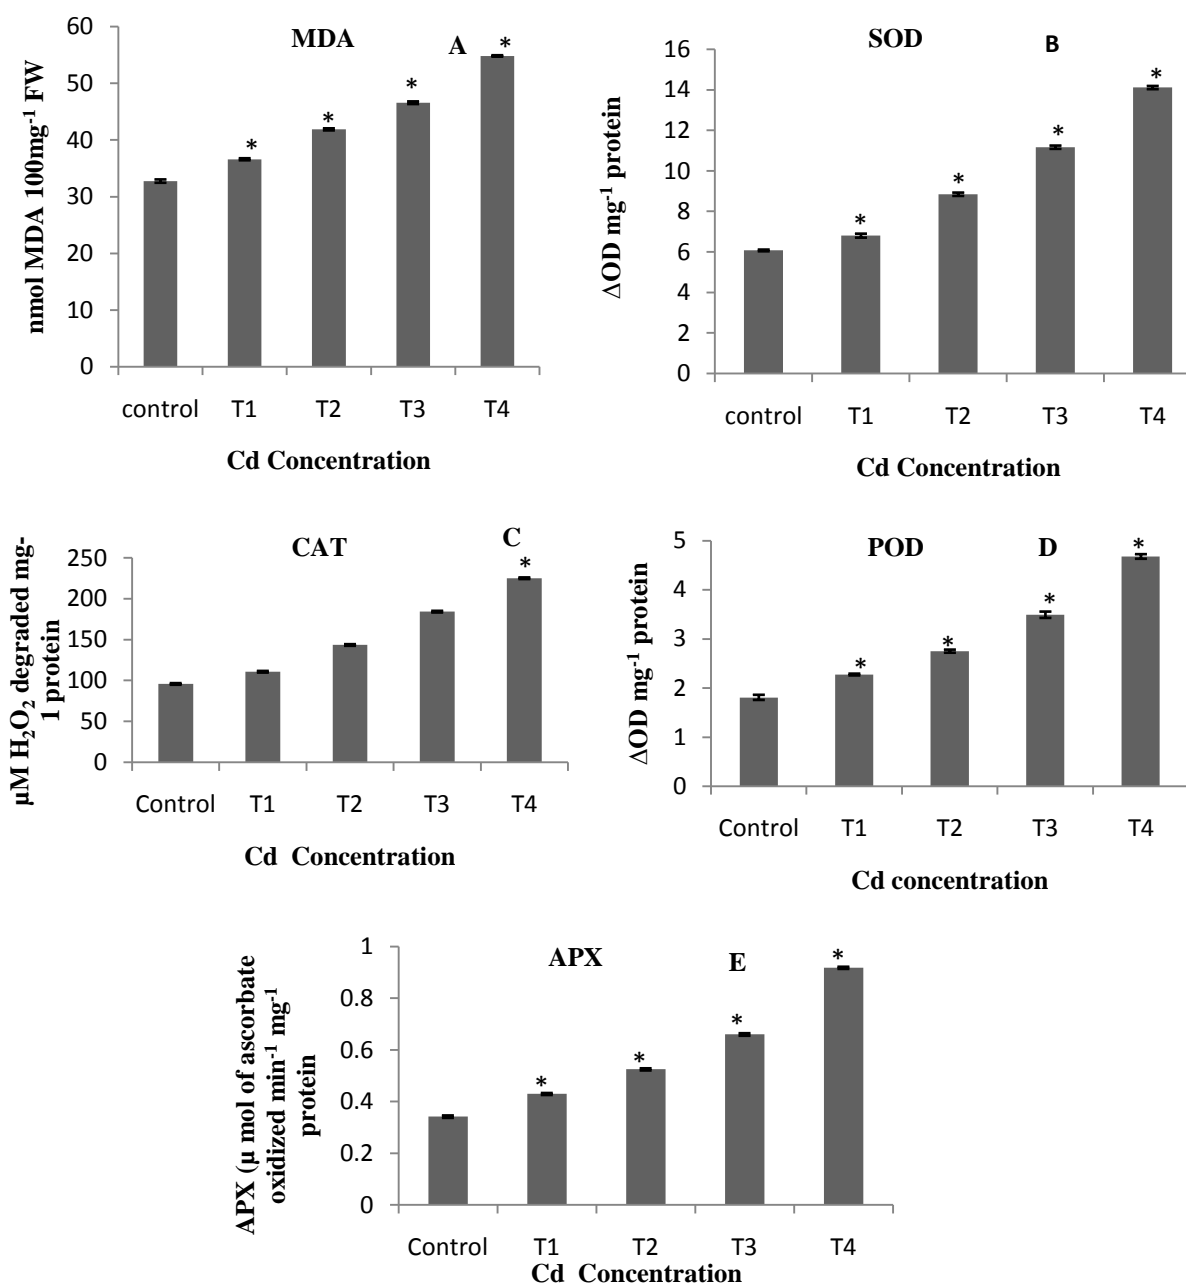 MDA A
nmol MDA 100mg⁻¹ FW
60
50
40
30
20
10
0
* * * *
control T1 T2 T3 T4
Cd Concentration
SOD B
ΔOD mg⁻¹ protein
16
14
12
10
8
6
4
2
0
* * * *
control T1 T2 T3 T4
Cd Concentration
CAT C
µM H₂O₂ degraded mg-
1 protein
250
200
150
100
50
0
*
Control T1 T2 T3 T4
Cd Concentration
POD D
ΔOD mg⁻¹ protein
5
4
3
2
1
0
* * * *
Control T1 T2 T3 T4
Cd concentration
APX E
APX (µ mol of ascorbate
oxidized min⁻¹ mg⁻¹
protein
1
0.8
0.6
0.4
0.2
0
* * * *
Control T1 T2 T3 T4
Cd Concentration